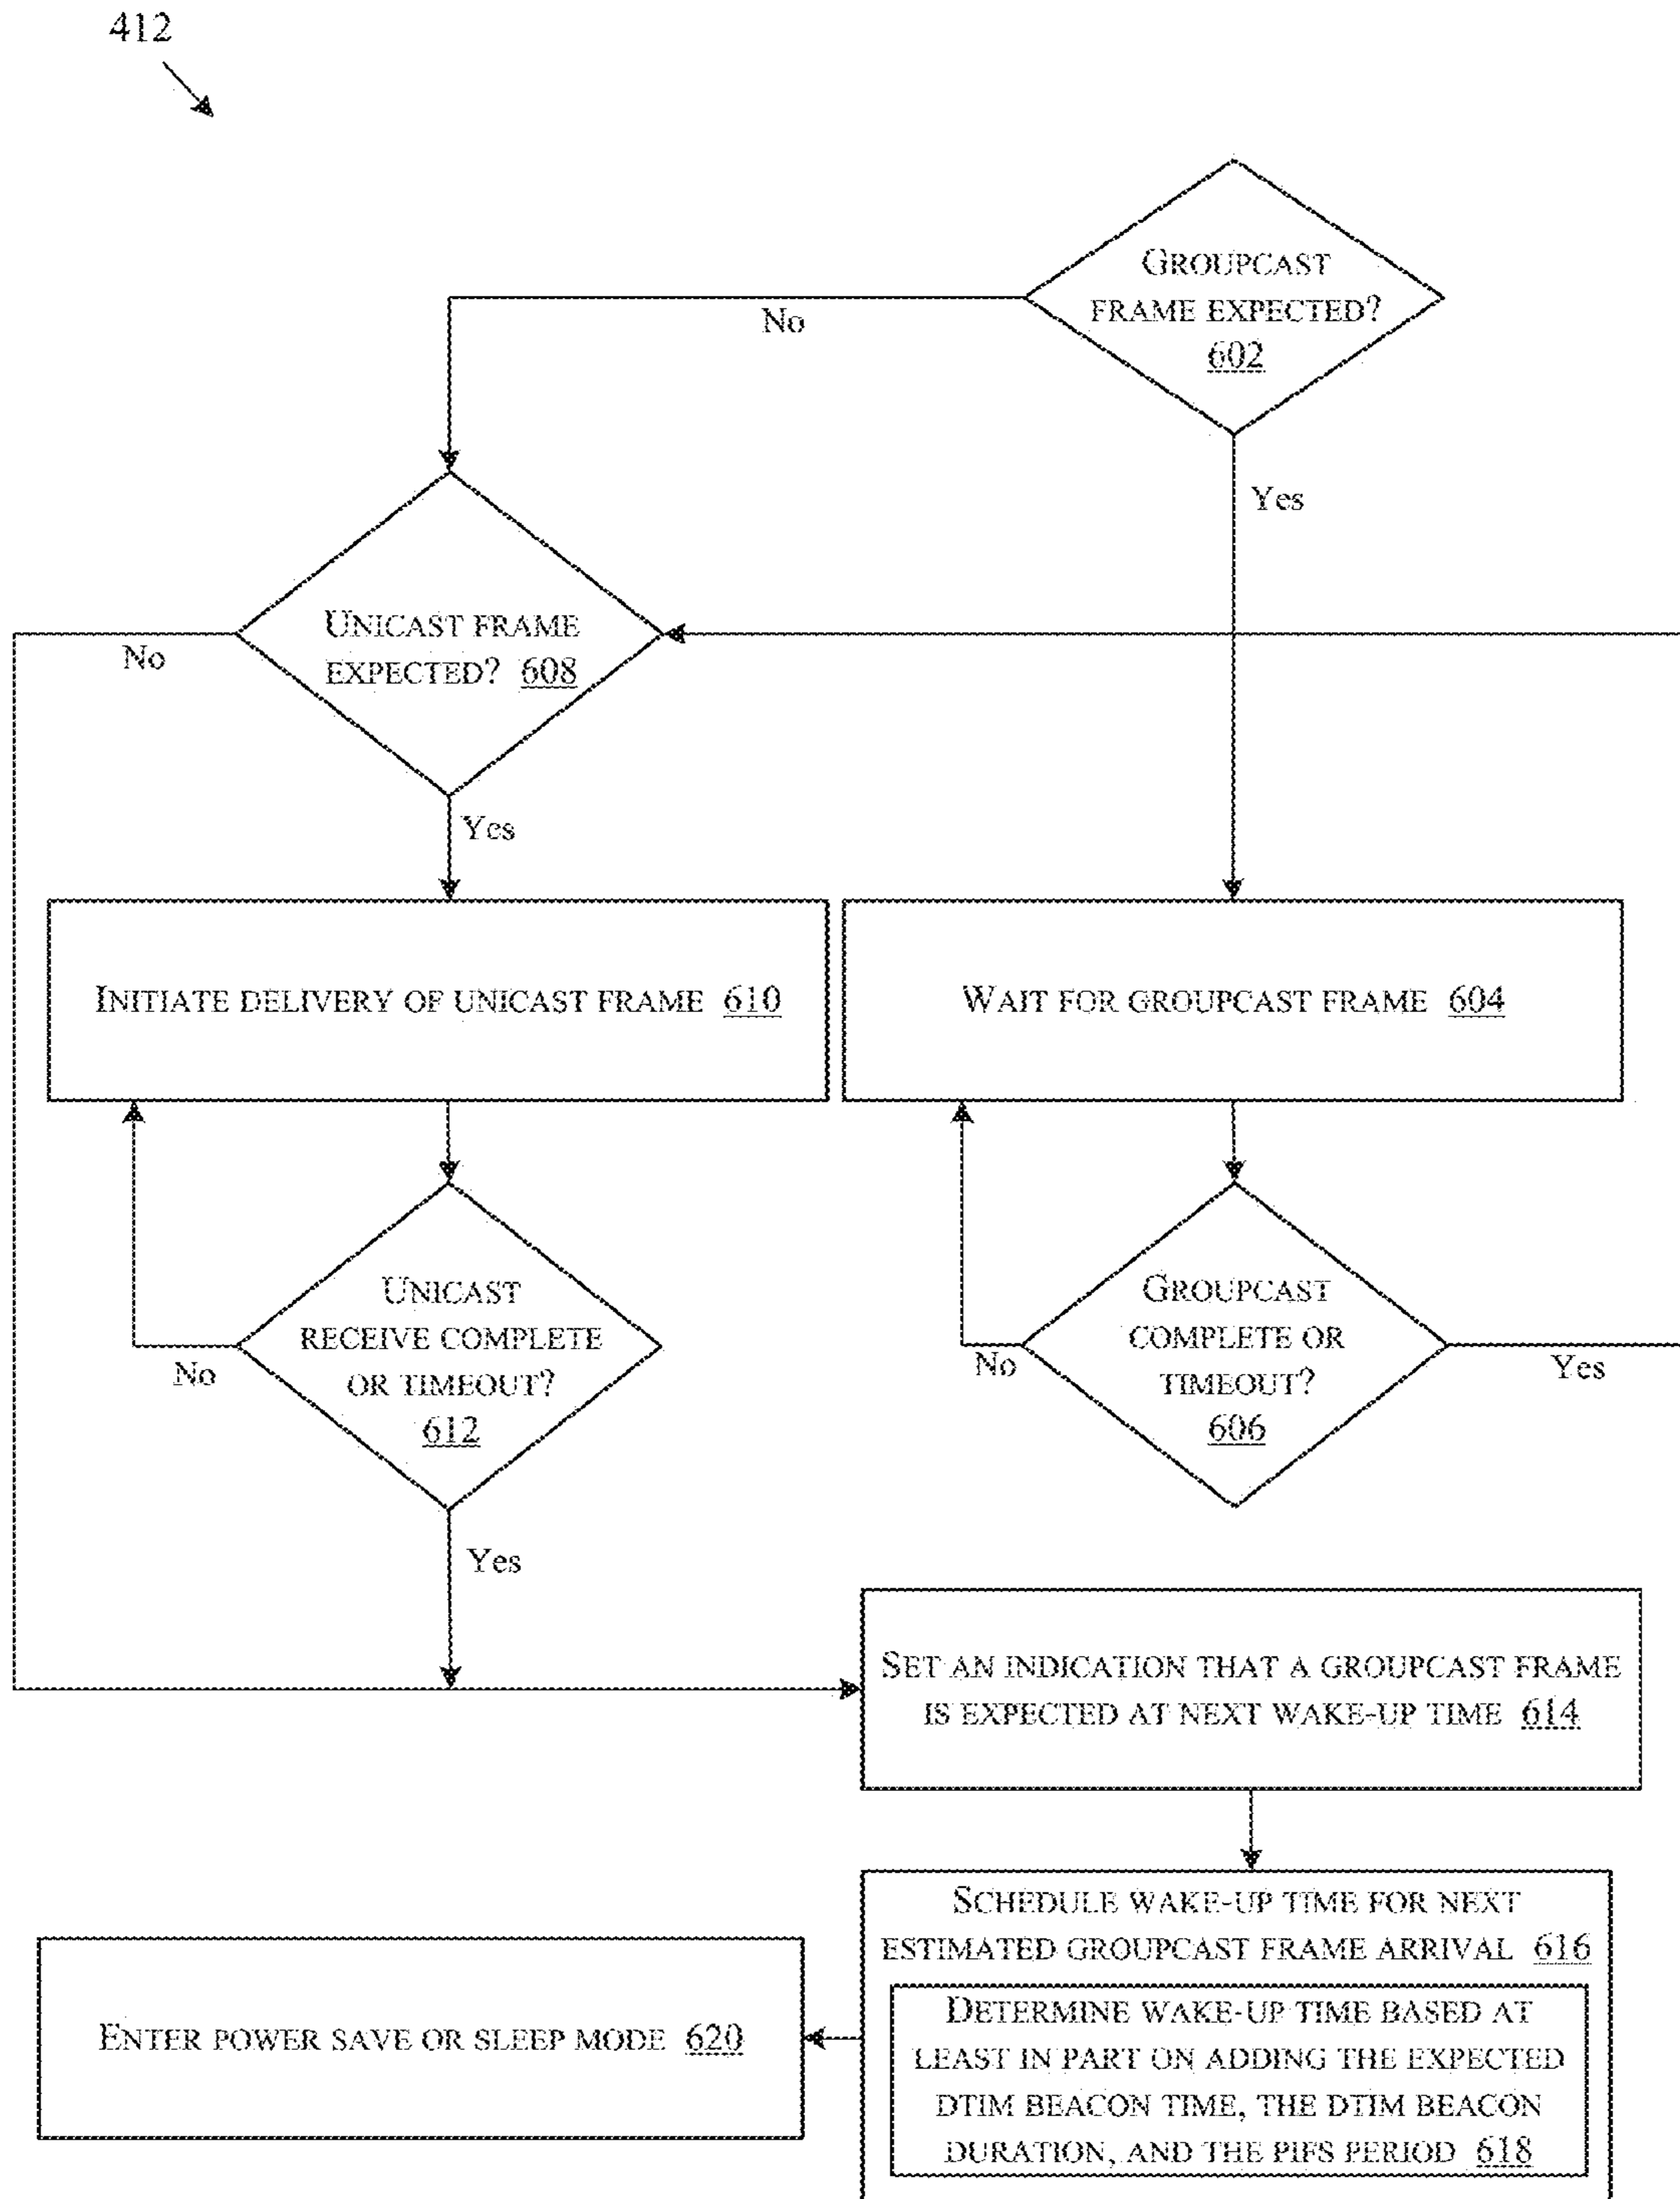 412
GROUPCAST
FRAME EXPECTED?
602
No
Yes
UNICAST FRAME
EXPECTED? 608
No
Yes
INITIATE DELIVERY OF UNICAST FRAME 610
WAIT FOR GROUPCAST FRAME 604
UNICAST
RECEIVE COMPLETE
OR TIMEOUT?
612
No
Yes
GROUPCAST
COMPLETE OR
TIMEOUT?
606
No
Yes
SET AN INDICATION THAT A GROUPCAST FRAME
IS EXPECTED AT NEXT WAKE-UP TIME 614
SCHEDULE WAKE-UP TIME FOR NEXT
ESTIMATED GROUPCAST FRAME ARRIVAL 616
DETERMINE WAKE-UP TIME BASED AT
LEAST IN PART ON ADDING THE EXPECTED
DTIM BEACON TIME, THE DTIM BEACON
DURATION, AND THE PIFS PERIOD 618
ENTER POWER SAVE OR SLEEP MODE 620